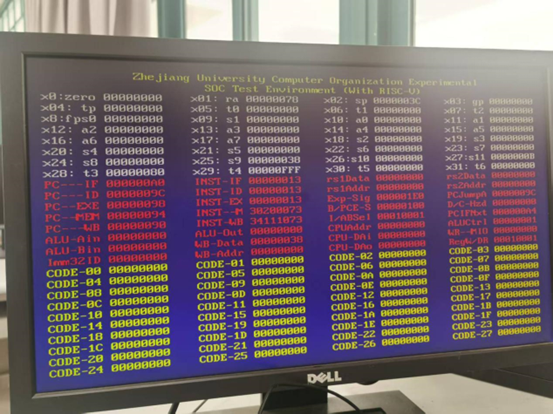 Zhejiang University Computer Organization Experimental
SOC Test Environment (With RISC-V)
x0:zero 00000000 x01: ra 00000078 x02: sp 0000003C x03: gp 00000000
x04: tp 00000000 x05: t0 00000000 x06: t1 00000000 x07: t2 00000000
x8:fps0 00000000 x09: s1 00000000 x10: a0 00000000 x11: a1 00000000
x12: a2 00000000 x13: a3 00000000 x14: a4 00000000 x15: a5 00000000
x16: a6 00000000 x17: a7 00000000 x18: s2 00000000 x19: s3 00000000
x20: s4 00000000 x21: s5 00000000 x22: s6 00000000 x23: s7 00000000
x24: s8 00000000 x25: s9 00000030 x26:s10 00000000 x27:s11 00000000
x28: t3 00000000 x29: t4 00000FFF x30: t5 00000000 x31: t6 00000000
PC---IF 000000A0 INST-IF 00000013 rs1Data 00000000 rs2Data 00000000
PC---ID 0000009C INST-ID 00000013 rs1Addr 00000000 rs2Addr 00000000
PC--EXE 00000098 INST-EX 00000013 Exp-Sig PCJumpA
PC--MEM 00000094 INST--M 30200073 B/PCE-S B/C-Hzd 00000000
PC---WB 00000090 INST-WB 34111073 I/ABSel PCIFNxt 000000A4
ALU-Ain 00000000 ALU-Out 00000000 CPUAddr 00000000 ALUCtrl
ALU-Bin 00000000 WB-Data CPU-DAi 00000000 WB-MIO
Imm32ID 00000000 WB-Addr 00000000 CPU-DAo 00000000 RegW/DR
CODE-00 00000000 CODE-01 00000000 CODE-02 00000000 CODE-03 00000000
CODE-04 00000000 CODE-05 00000000 CODE-06 00000000 CODE-07 00000000
CODE-08 00000000 CODE-09 00000000 CODE-0A 00000000 CODE-0B 00000000
CODE-0C 00000000 CODE-0D 00000000 CODE-0E 00000000 CODE-0F 00000000
CODE-10 00000000 CODE-11 00000000 CODE-12 00000000 CODE-13 00000000
CODE-14 00000000 CODE-15 00000000 CODE-16 00000000 CODE-17 00000000
CODE-18 00000000 CODE-19 00000000 CODE-1A 00000000 CODE-1B 00000000
CODE-1C 00000000 CODE-1D 00000000 CODE-1E 00000000 CODE-1F 00000000
CODE-20 00000000 CODE-21 00000000 CODE-22 00000000 CODE-23 00000000
CODE-24 00000000 CODE-25 00000000 CODE-26 00000000 CODE-27 00000000
DELL